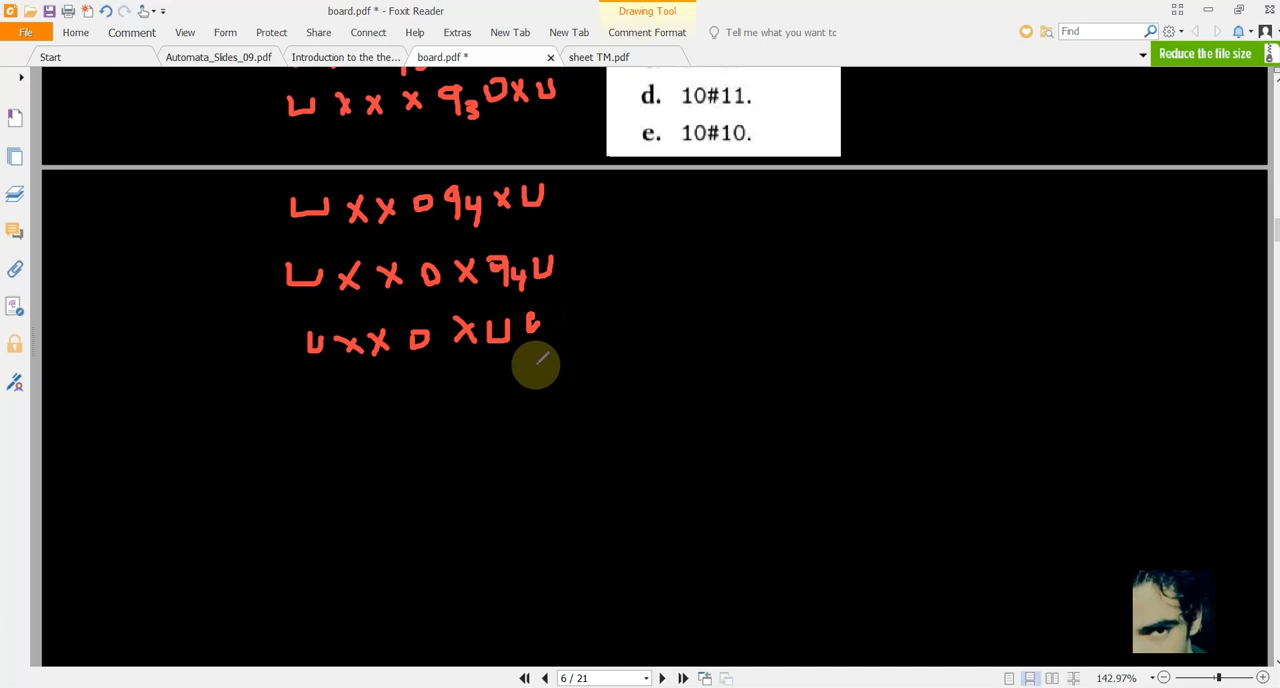 board.pdf * - Foxit Reader
Drawing Tool
File Home Comment View Form Protect Share Connect Help Extras New Tab New Tab Comment Format Tell me what you want to Find
Start Automata_Slides_09.pdf Introduction to the the... board.pdf * sheet TM.pdf Reduce the file size
⊔ x x x q3 0 x ⊔
d. 10#11.
e. 10#10.
⊔ x x 0 q4 x ⊔
⊔ x x 0 x q4 ⊔
⊔ x x 0 x ⊔
6 / 21 142.97%